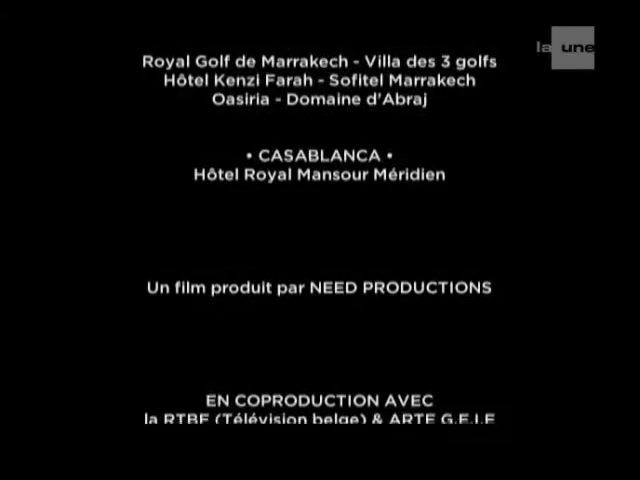 la une
Royal Golf de Marrakech - Villa des 3 golfs
Hôtel Kenzi Farah - Sofitel Marrakech
Oasiria - Domaine d'Abraj
• CASABLANCA •
Hôtel Royal Mansour Méridien
Un film produit par NEED PRODUCTIONS
EN COPRODUCTION AVEC
la RTBF (Télévision belge) & ARTE G.E.I.E